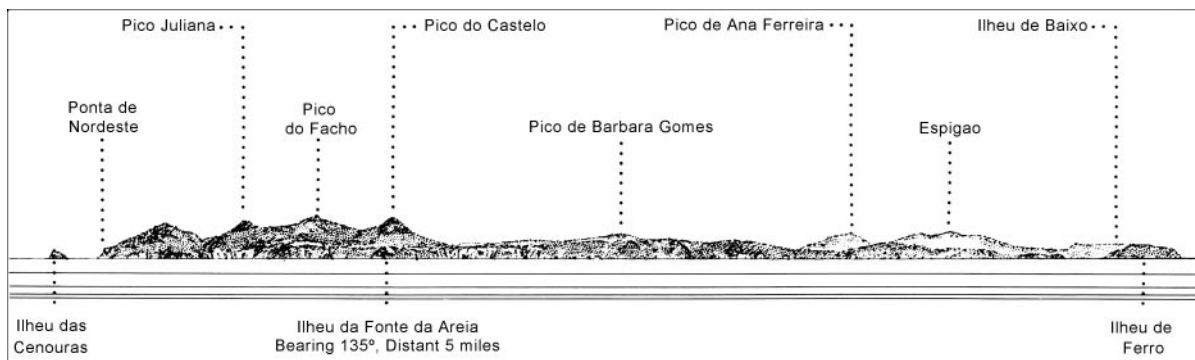 Pico Juliana
Pico do Castelo
Pico de Ana Ferreira
Ilheu de Baixo
Ponta de
Nordeste
Pico
do Facho
Pico de Barbara Gomes
Espigao
Ilheu das
Cenouras
Ilheu da Fonte da Areia
Bearing 135º, Distant 5 miles
Ilheu de
Ferro